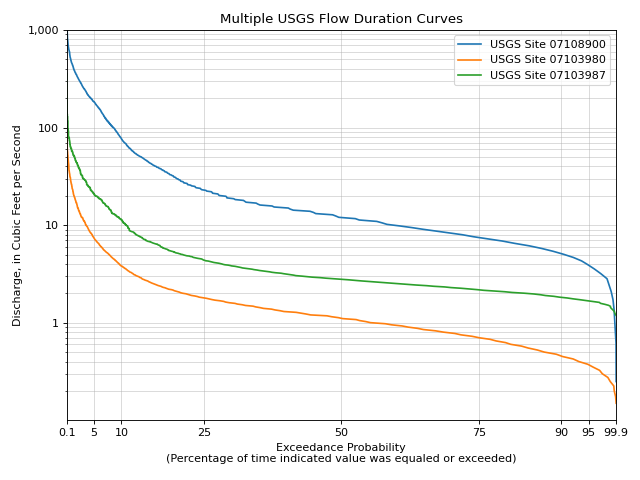 Multiple USGS Flow Duration Curves
USGS Site 07108900
USGS Site 07103980
USGS Site 07103987
1,000
100
10
1
Discharge, in Cubic Feet per Second
0.1 5 10 25 50 75 90 95 99.9
Exceedance Probability
(Percentage of time indicated value was equaled or exceeded)